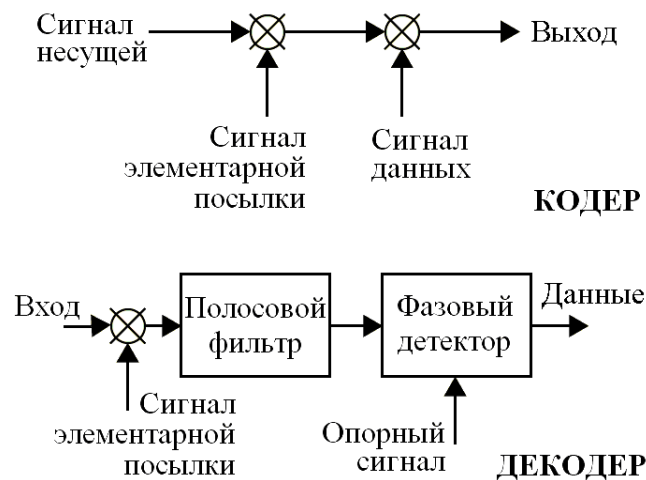 Сигнал
несущей
Выход
Сигнал
элементарной
посылки
Сигнал
данных
КОДЕР
Вход
Полосовой
фильтр
Фазовый
детектор
Данные
Сигнал
элементарной
посылки
Опорный
сигнал
ДЕКОДЕР